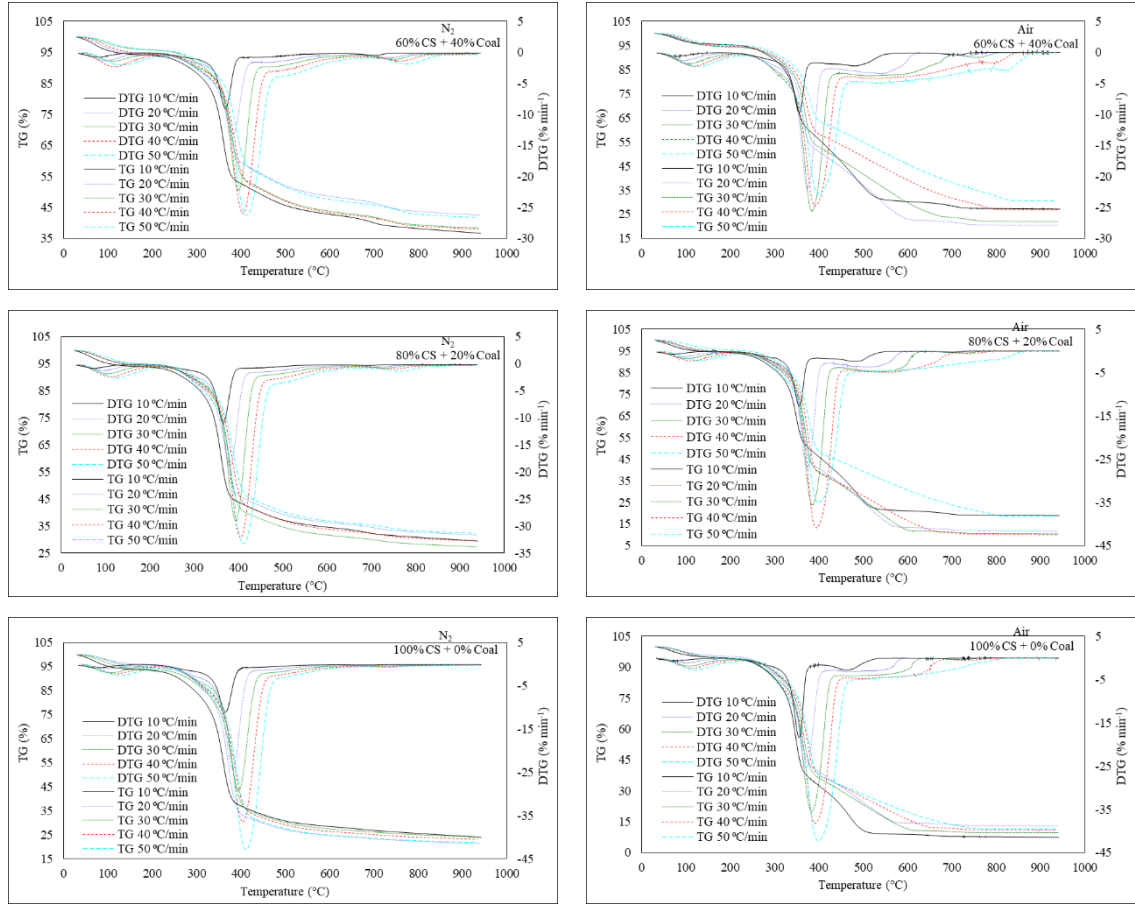 N₂
60% CS + 40% Coal
105
95
85
75
65
55
45
35
TG (%)
DTG 10 ºC/min
DTG 20 ºC/min
DTG 30 ºC/min
DTG 40 ºC/min
DTG 50 ºC/min
TG 10 ºC/min
TG 20 ºC/min
TG 30 ºC/min
TG 40 ºC/min
TG 50 ºC/min
5
0
-5
-10
-15
-20
-25
-30
DTG (% min⁻¹)
0 100 200 300 400 500 600 700 800 900 1000
Temperature (°C)
Air
60% CS + 40% Coal
105
95
85
75
65
55
45
35
25
15
TG (%)
DTG 10 ºC/min
DTG 20 ºC/min
DTG 30 ºC/min
DTG 40 ºC/min
DTG 50 ºC/min
TG 10 ºC/min
TG 30 ºC/min
TG 20 ºC/min
TG 40 ºC/min
TG 50 ºC/min
5
0
-5
-10
-15
-20
-25
-30
DTG (% min⁻¹)
0 100 200 300 400 500 600 700 800 900 1000
Temperature (°C)
N₂
80% CS + 20% Coal
105
95
85
75
65
55
45
35
25
TG (%)
DTG 10 ºC/min
DTG 20 ºC/min
DTG 30 ºC/min
DTG 40 ºC/min
DTG 50 ºC/min
TG 10 ºC/min
TG 20 ºC/min
TG 30 ºC/min
TG 40 ºC/min
TG 50 ºC/min
5
0
-5
-10
-15
-20
-25
-30
-35
DTG (% min⁻¹)
0 100 200 300 400 500 600 700 800 900 1000
Temperature (°C)
Air
80% CS + 20% Coal
105
95
85
75
65
55
45
35
25
15
5
TG (%)
DTG 10 ºC/min
DTG 20 ºC/min
DTG 30 ºC/min
DTG 40 ºC/min
DTG 50 ºC/min
TG 10 ºC/min
TG 20 ºC/min
TG 30 ºC/min
TG 40 ºC/min
TG 50 ºC/min
5
-5
-15
-25
-35
-45
DTG (% min⁻¹)
0 100 200 300 400 500 600 700 800 900 1000
Temperature (°C)
N₂
100% CS + 0% Coal
105
95
85
75
65
55
45
35
25
15
TG (%)
DTG 10 ºC/min
DTG 20 ºC/min
DTG 30 ºC/min
DTG 40 ºC/min
DTG 50 ºC/min
TG 10 ºC/min
TG 20 ºC/min
TG 30 ºC/min
TG 40 ºC/min
TG 50 ºC/min
5
-5
-15
-25
-35
-45
DTG (% min⁻¹)
0 100 200 300 400 500 600 700 800 900 1000
Temperature (°C)
Air
100% CS + 0% Coal
105
90
75
60
45
30
15
0
TG (%)
DTG 10 ºC/min
DTG 20 ºC/min
DTG 30 ºC/min
DTG 40 ºC/min
DTG 50 ºC/min
TG 10 ºC/min
TG 20 ºC/min
TG 30 ºC/min
TG 40 ºC/min
TG 50 ºC/min
5
-5
-15
-25
-35
-45
DTG (% min⁻¹)
0 100 200 300 400 500 600 700 800 900 1000
Temperature (°C)